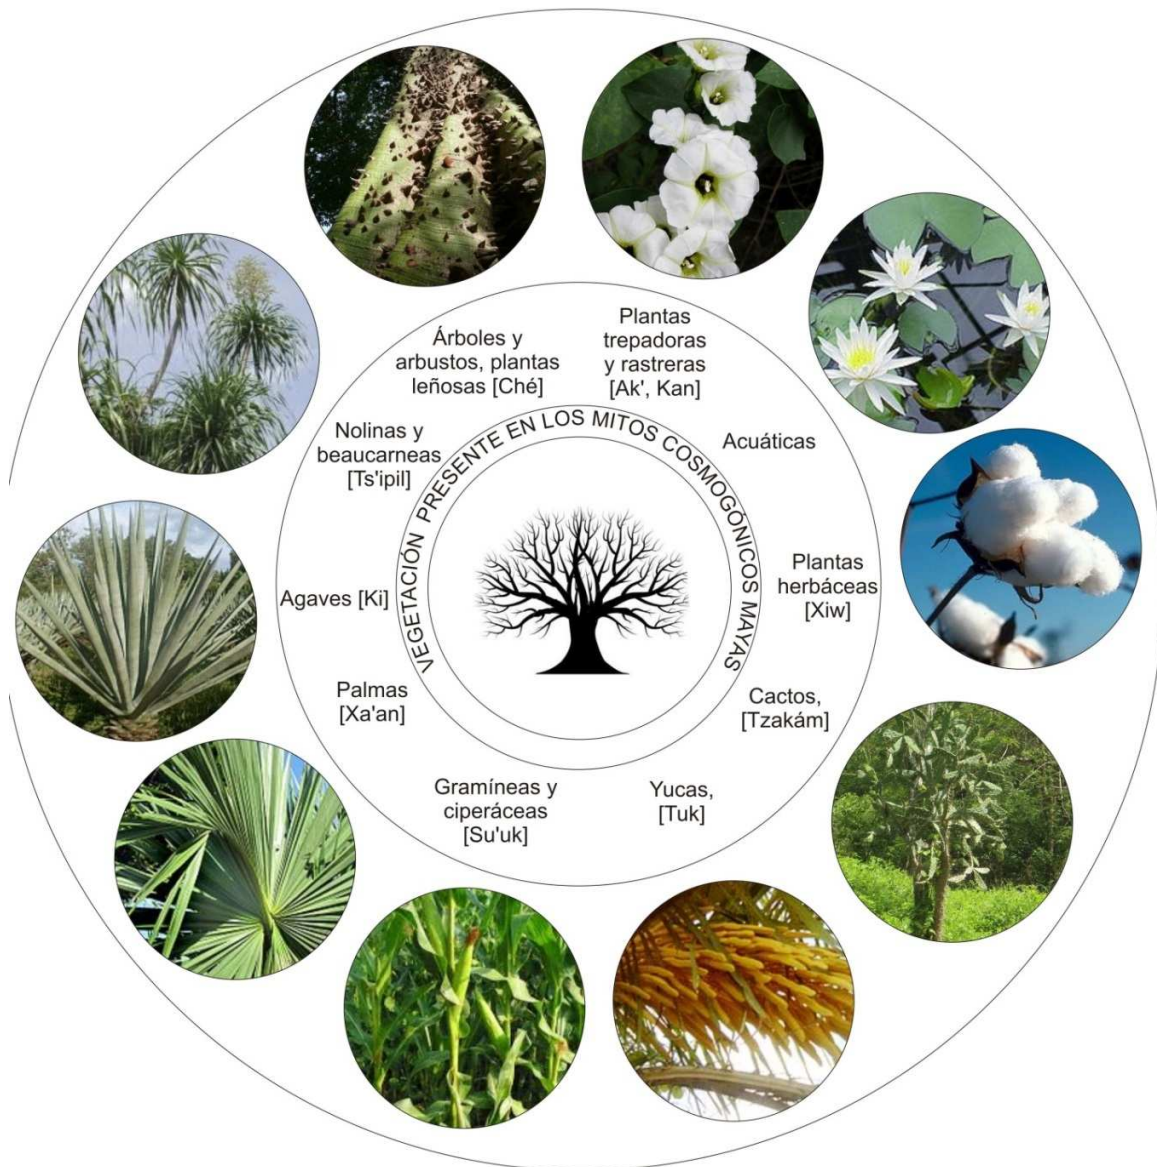 Árboles y
arbustos, plantas
leñosas [Ché]
Plantas
trepadoras
y rastreras
[Ak', Kan]
Acuáticas
Plantas
herbáceas
[Xiw]
Cactos,
[Tzakám]
Yucas,
[Tuk]
Gramíneas y
ciperáceas
[Su'uk]
Palmas
[Xa'an]
Agaves [Ki]
Nolinas y
beaucarneas
[Ts'ipil]
VEGETACIÓN PRESENTE EN LOS MITOS COSMOGÓNICOS MAYAS